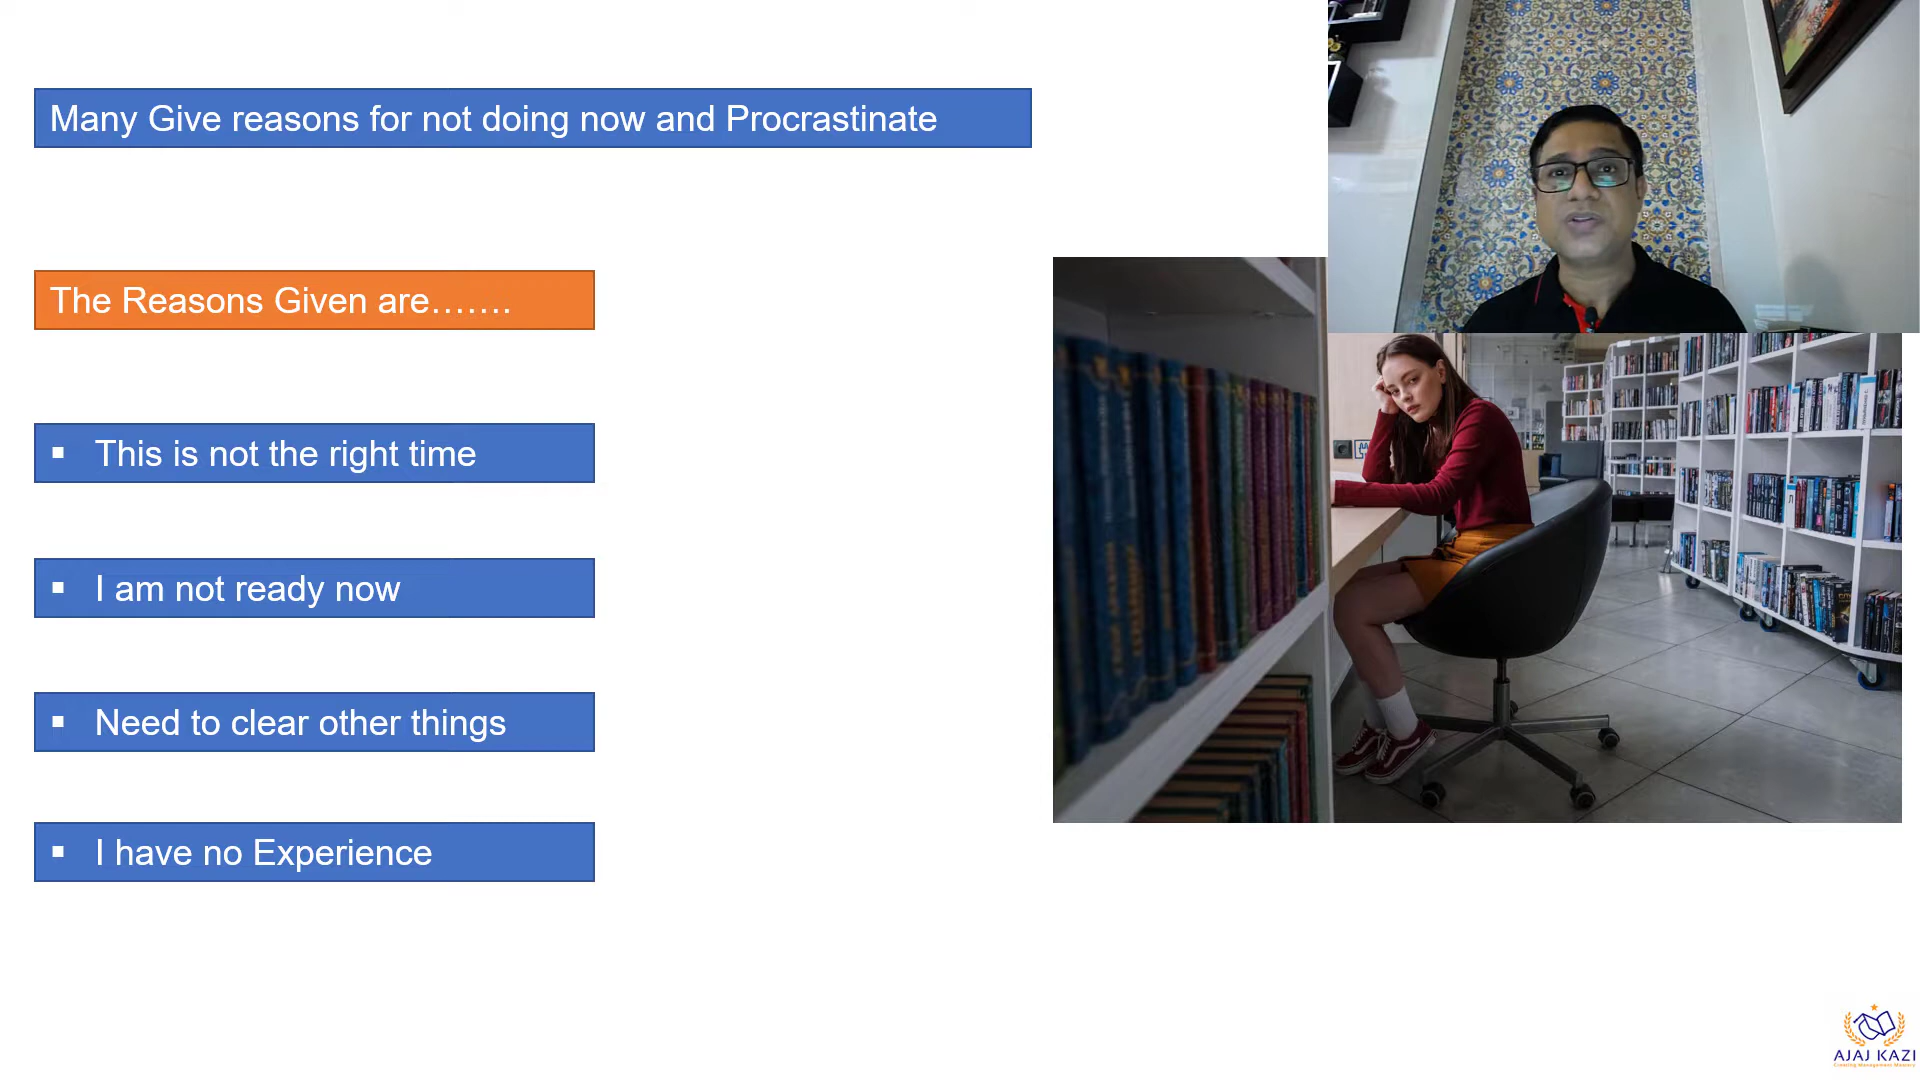 Many Give reasons for not doing now and Procrastinate
The Reasons Given are…….
▪ This is not the right time
▪ I am not ready now
▪ Need to clear other things
▪ I have no Experience
AJAJ KAZI